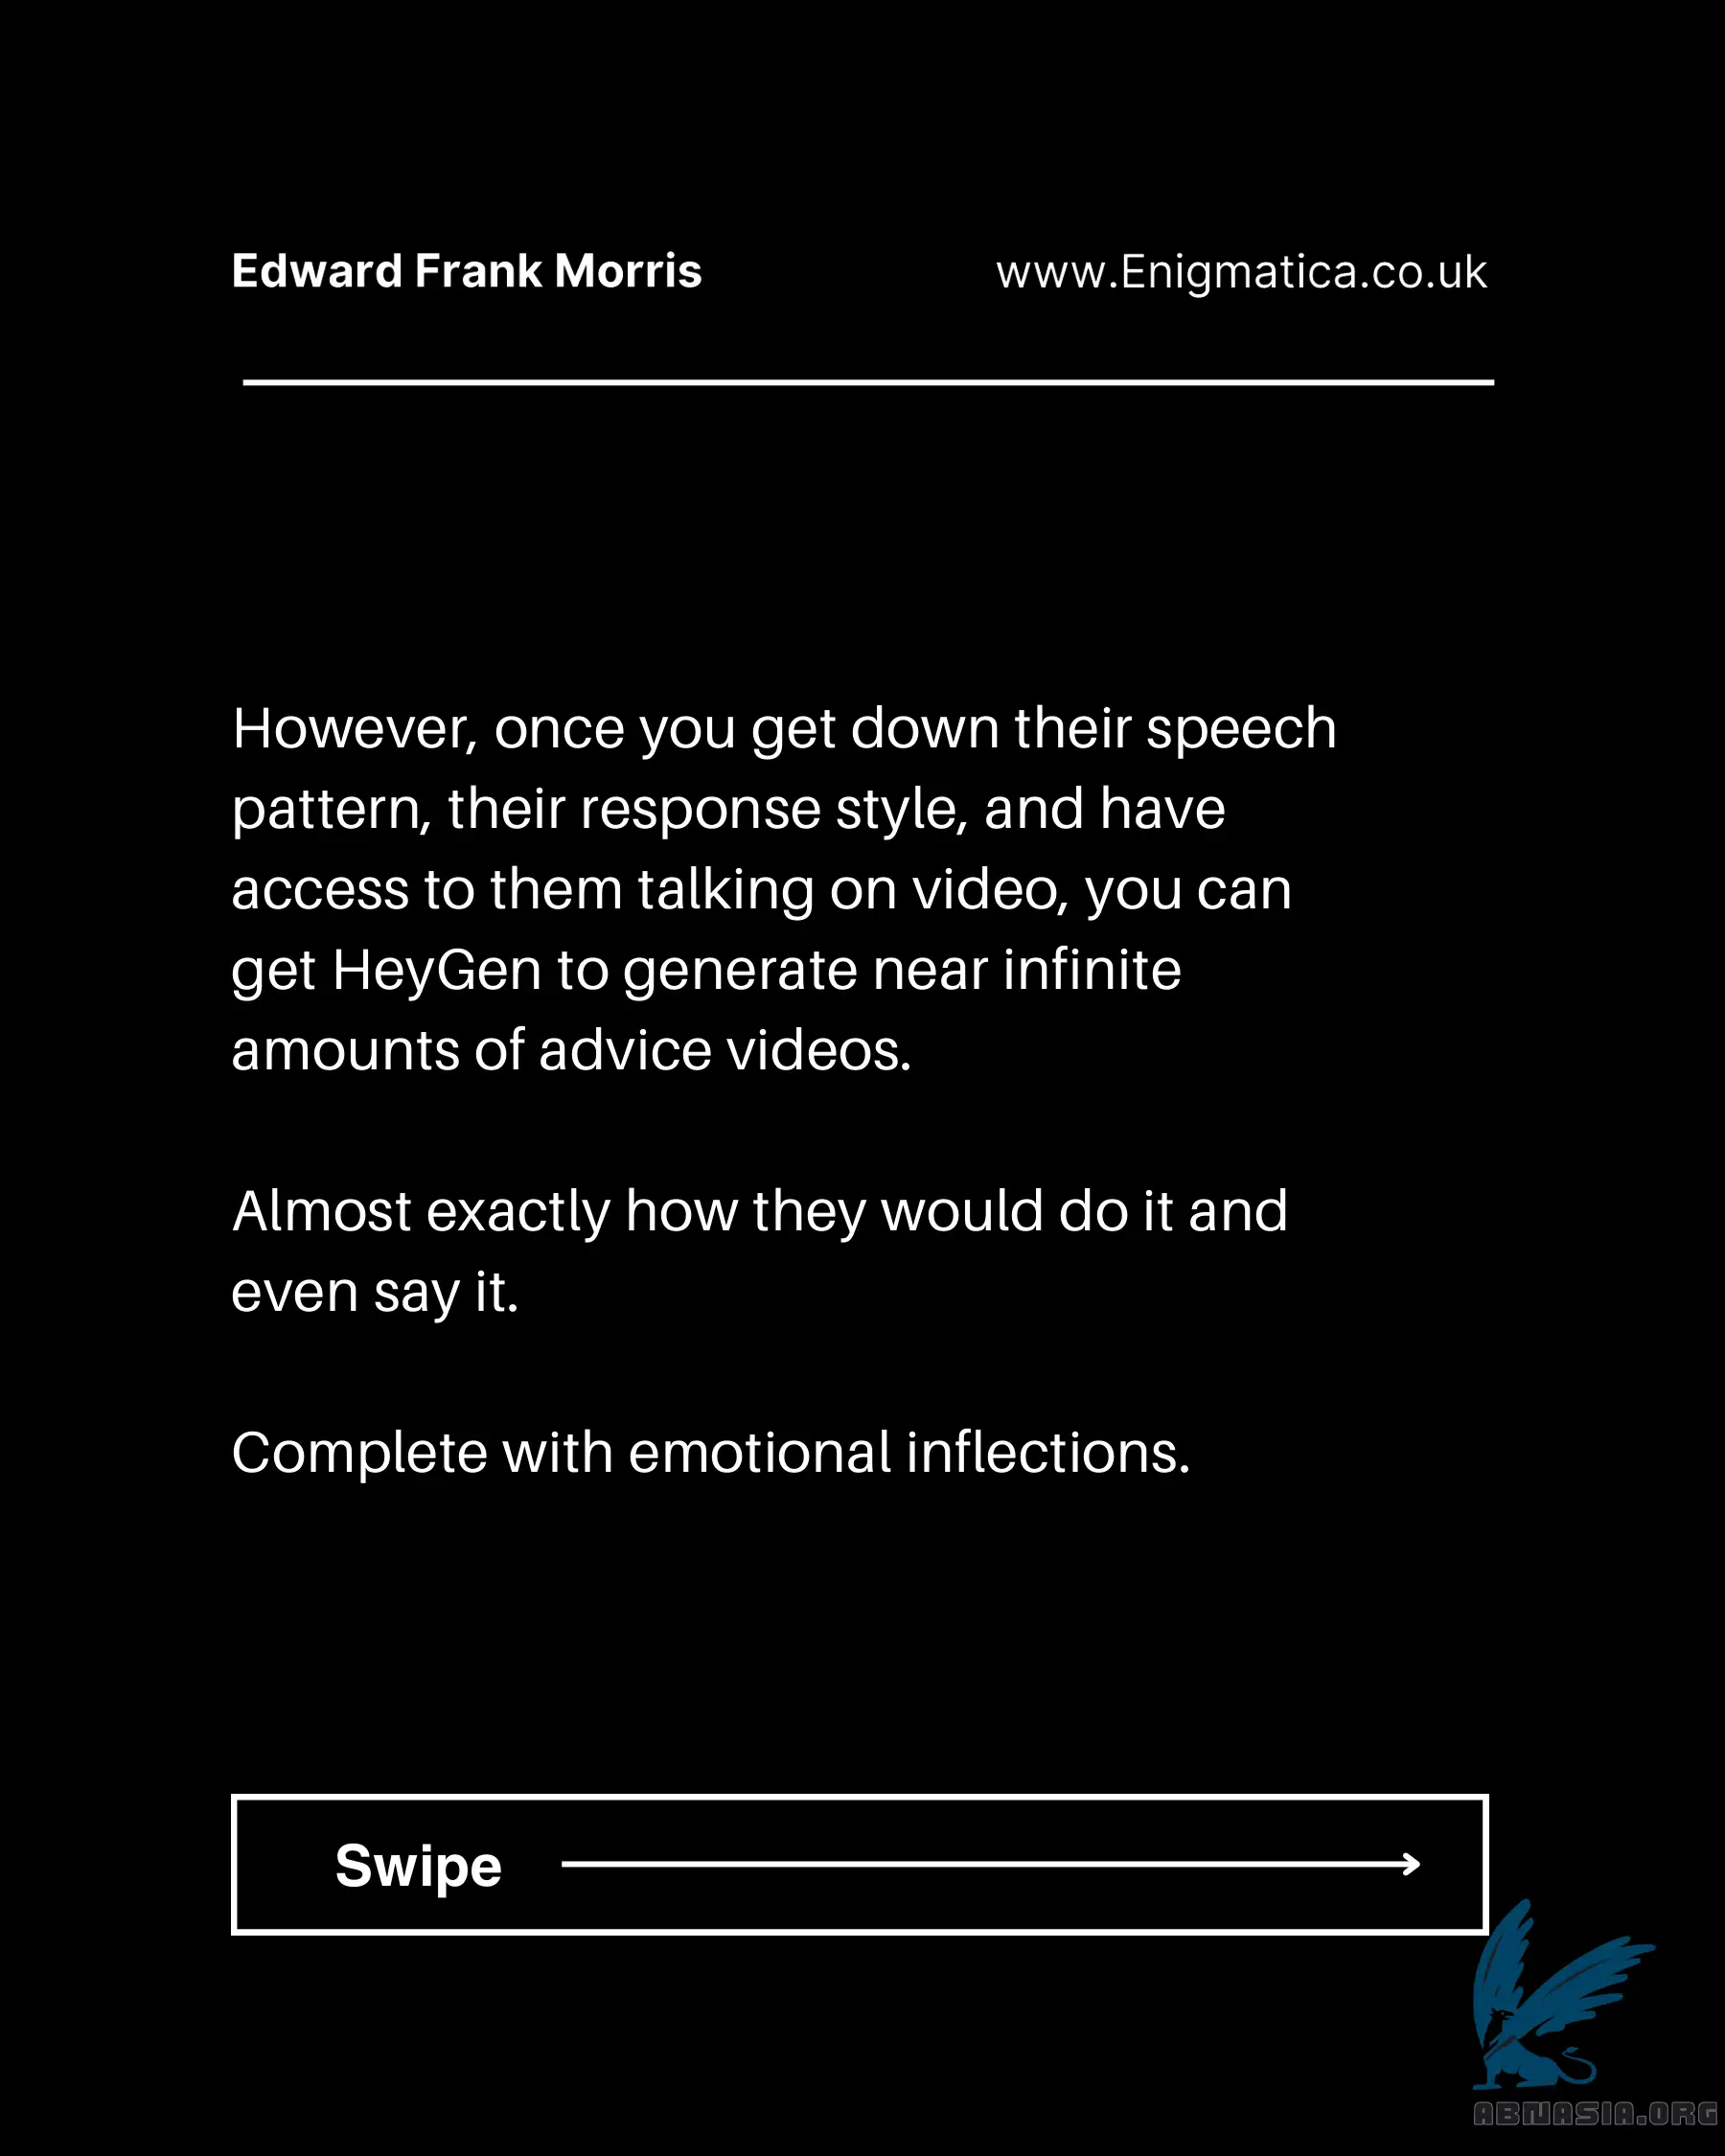 Edward Frank Morris
www.Enigmatica.co.uk
However, once you get down their speech
pattern, their response style, and have
access to them talking on video, you can
get HeyGen to generate near infinite
amounts of advice videos.
Almost exactly how they would do it and
even say it.
Complete with emotional inflections.
Swipe
ABNASIA.ORG